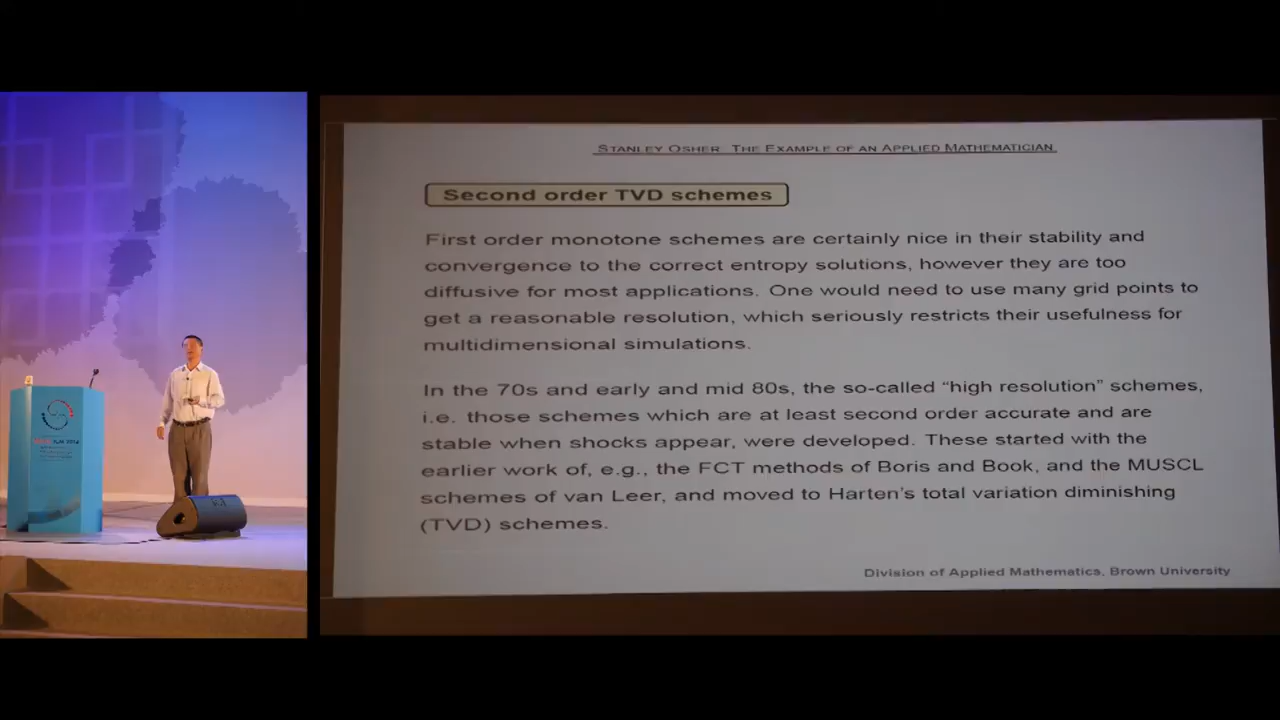 STANLEY OSHER: THE EXAMPLE OF AN APPLIED MATHEMATICIAN
Second order TVD schemes
First order monotone schemes are certainly nice in their stability and
convergence to the correct entropy solutions, however they are too
diffusive for most applications. One would need to use many grid points to
get a reasonable resolution, which seriously restricts their usefulness for
multidimensional simulations.
In the 70s and early and mid 80s, the so-called “high resolution” schemes,
i.e. those schemes which are at least second order accurate and are
stable when shocks appear, were developed. These started with the
earlier work of, e.g., the FCT methods of Boris and Book, and the MUSCL
schemes of van Leer, and moved to Harten's total variation diminishing
(TVD) schemes.
Division of Applied Mathematics, Brown University